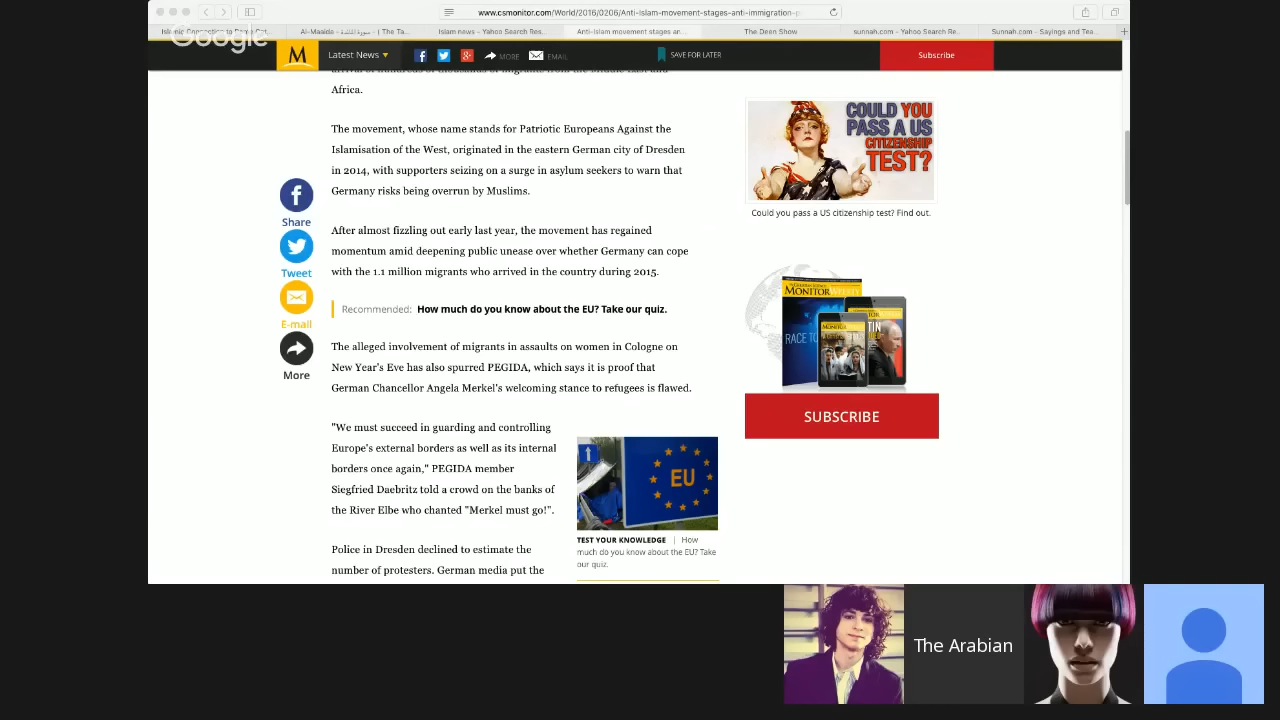 www.csmonitor.com/World/2016/0206/Anti-Islam-movement-stages-anti-immigration-p
Google
Al-Maaida - سورة المائدة | The Ta...
Islam news - Yahoo Search Res...
Anti-Islam movement stages an...
The Deen Show
sunnah.com - Yahoo Search Re...
Sunnah.com - Sayings and Tea...
M
Latest News
MORE
EMAIL
SAVE FOR LATER
Subscribe
arrival of hundreds of thousands of migrants from the Middle East and
Africa.
The movement, whose name stands for Patriotic Europeans Against the
Islamisation of the West, originated in the eastern German city of Dresden
in 2014, with supporters seizing on a surge in asylum seekers to warn that
Germany risks being overrun by Muslims.
After almost fizzling out early last year, the movement has regained
momentum amid deepening public unease over whether Germany can cope
with the 1.1 million migrants who arrived in the country during 2015.
Recommended: How much do you know about the EU? Take our quiz.
The alleged involvement of migrants in assaults on women in Cologne on
New Year's Eve has also spurred PEGIDA, which says it is proof that
German Chancellor Angela Merkel's welcoming stance to refugees is flawed.
"We must succeed in guarding and controlling
Europe's external borders as well as its internal
borders once again," PEGIDA member
Siegfried Daebritz told a crowd on the banks of
the River Elbe who chanted "Merkel must go!".
Police in Dresden declined to estimate the
number of protesters. German media put the
Share
Tweet
E-mail
More
EU
TEST YOUR KNOWLEDGE | How
much do you know about the EU? Take
our quiz.
COULD YOU
PASS A US
CITIZENSHIP
TEST?
Could you pass a US citizenship test? Find out.
MONITOR WEEKLY
RACE TO
SUBSCRIBE
The Arabian